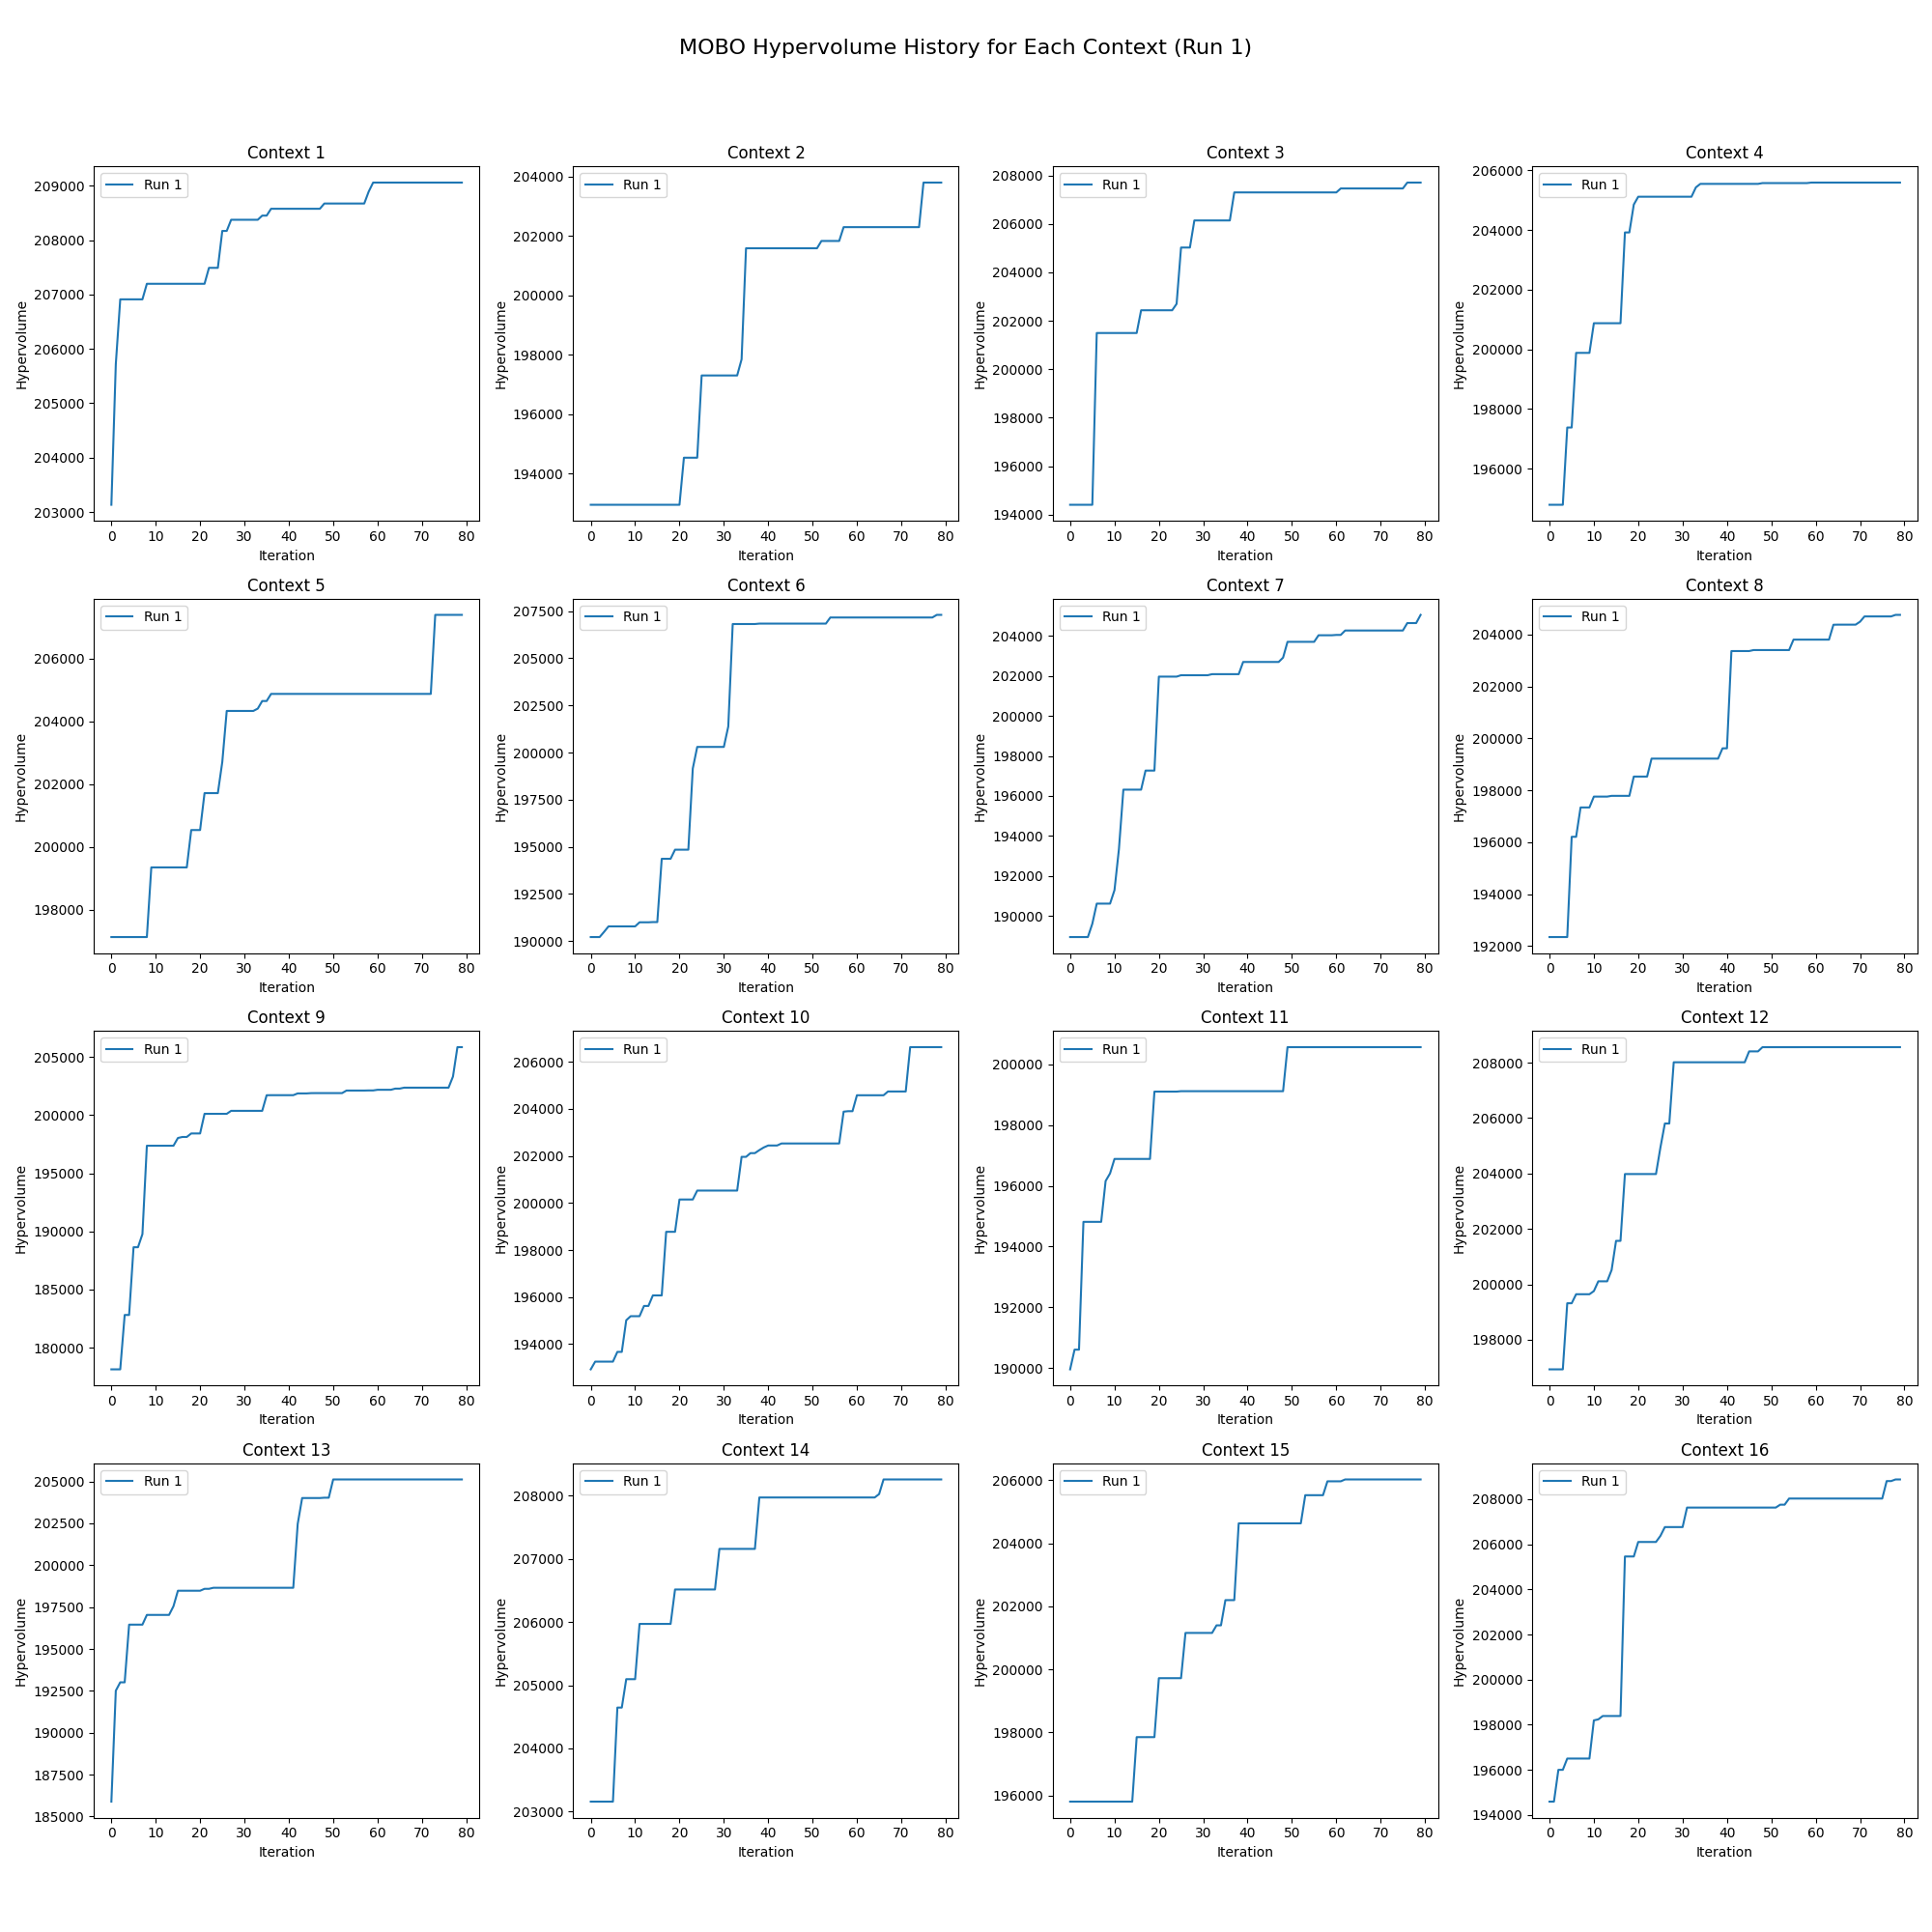 MOBO Hypervolume History for Each Context (Run 1)
Context 1
Run 1
209000
208000
207000
206000
205000
204000
203000
Hypervolume
0 10 20 30 40 50 60 70 80
Iteration
Context 2
Run 1
204000
202000
200000
198000
196000
194000
Hypervolume
0 10 20 30 40 50 60 70 80
Iteration
Context 3
Run 1
208000
206000
204000
202000
200000
198000
196000
194000
Hypervolume
0 10 20 30 40 50 60 70 80
Iteration
Context 4
Run 1
206000
204000
202000
200000
198000
196000
Hypervolume
0 10 20 30 40 50 60 70 80
Iteration
Context 5
Run 1
206000
204000
202000
200000
198000
Hypervolume
0 10 20 30 40 50 60 70 80
Iteration
Context 6
Run 1
207500
205000
202500
200000
197500
195000
192500
190000
Hypervolume
0 10 20 30 40 50 60 70 80
Iteration
Context 7
Run 1
204000
202000
200000
198000
196000
194000
192000
190000
Hypervolume
0 10 20 30 40 50 60 70 80
Iteration
Context 8
Run 1
204000
202000
200000
198000
196000
194000
192000
Hypervolume
0 10 20 30 40 50 60 70 80
Iteration
Context 9
Run 1
205000
200000
195000
190000
185000
180000
Hypervolume
0 10 20 30 40 50 60 70 80
Iteration
Context 10
Run 1
206000
204000
202000
200000
198000
196000
194000
Hypervolume
0 10 20 30 40 50 60 70 80
Iteration
Context 11
Run 1
200000
198000
196000
194000
192000
190000
Hypervolume
0 10 20 30 40 50 60 70 80
Iteration
Context 12
Run 1
208000
206000
204000
202000
200000
198000
Hypervolume
0 10 20 30 40 50 60 70 80
Iteration
Context 13
Run 1
205000
202500
200000
197500
195000
192500
190000
187500
185000
Hypervolume
0 10 20 30 40 50 60 70 80
Iteration
Context 14
Run 1
208000
207000
206000
205000
204000
203000
Hypervolume
0 10 20 30 40 50 60 70 80
Iteration
Context 15
Run 1
206000
204000
202000
200000
198000
196000
Hypervolume
0 10 20 30 40 50 60 70 80
Iteration
Context 16
Run 1
208000
206000
204000
202000
200000
198000
196000
194000
Hypervolume
0 10 20 30 40 50 60 70 80
Iteration